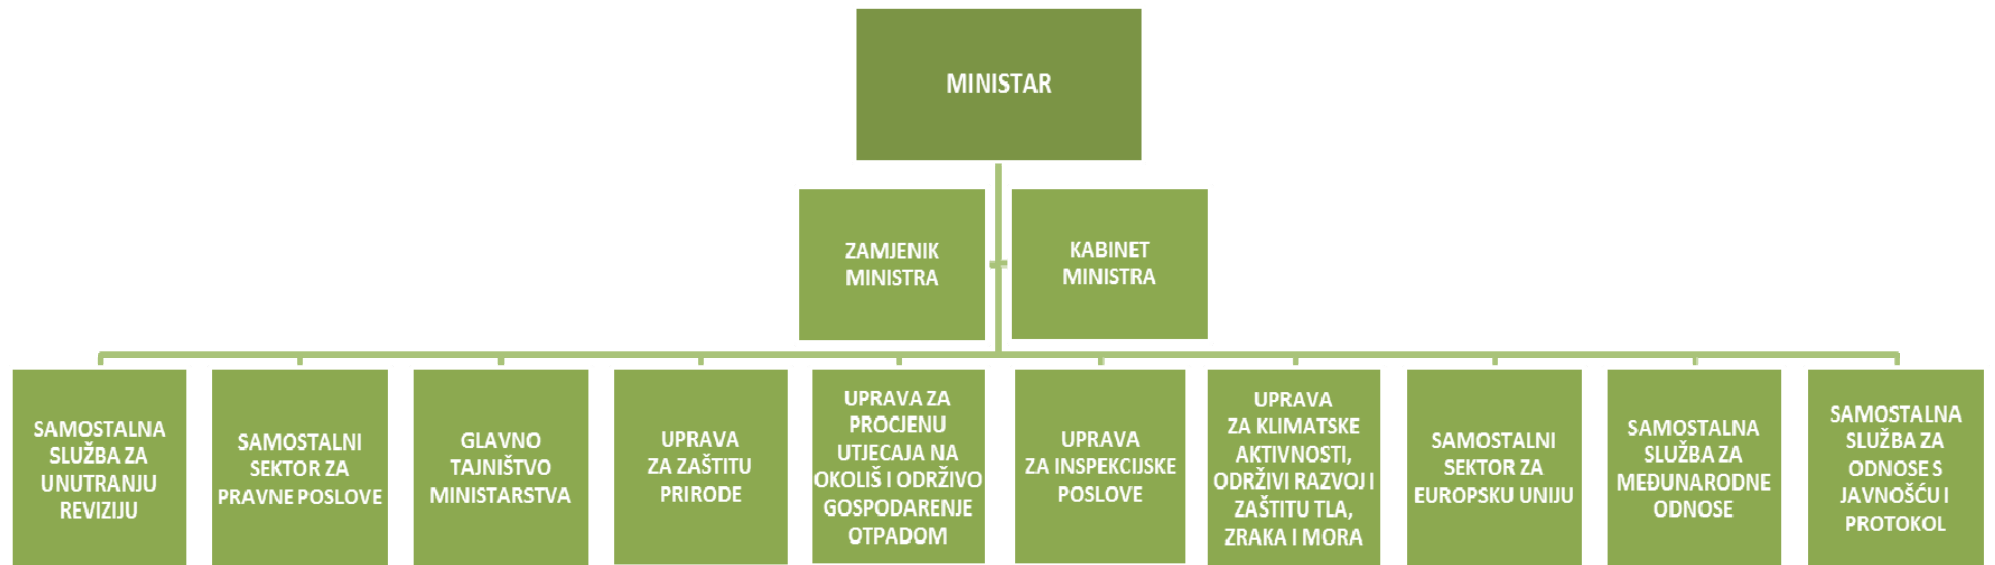 MINISTAR
ZAMJENIK
MINISTRA
KABINET
MINISTRA
SAMOSTALNA
SLUŽBA ZA
UNUTRANJU
REVIZIJU
SAMOSTALNI
SEKTOR ZA
PRAVNE POSLOVE
GLAVNO
TAJNIŠTVO
MINISTARSTVA
UPRAVA
ZA ZAŠTITU
PRIRODE
UPRAVA ZA
PROCJENU
UTJECAJA NA
OKOLIŠ I ODRŽIVO
GOSPODARENJE
OTPADOM
UPRAVA
ZA INSPEKCIJSKE
POSLOVE
UPRAVA
ZA KLIMATSKE
AKTIVNOSTI,
ODRŽIVI RAZVOJ I
ZAŠTITU TLA,
ZRAKA I MORA
SAMOSTALNI
SEKTOR ZA
EUROPSKU UNIJU
SAMOSTALNA
SLUŽBA ZA
MEĐUNARODNE
ODNOSE
SAMOSTALNA
SLUŽBA ZA
ODNOSE S
JAVNOŠĆU I
PROTOKOL